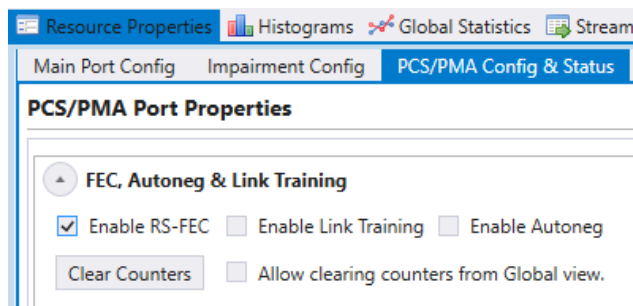 Resource Properties Histograms Global Statistics Stream
Main Port Config Impairment Config PCS/PMA Config & Status
PCS/PMA Port Properties
FEC, Autoneg & Link Training
Enable RS-FEC Enable Link Training Enable Autoneg
Clear Counters Allow clearing counters from Global view.